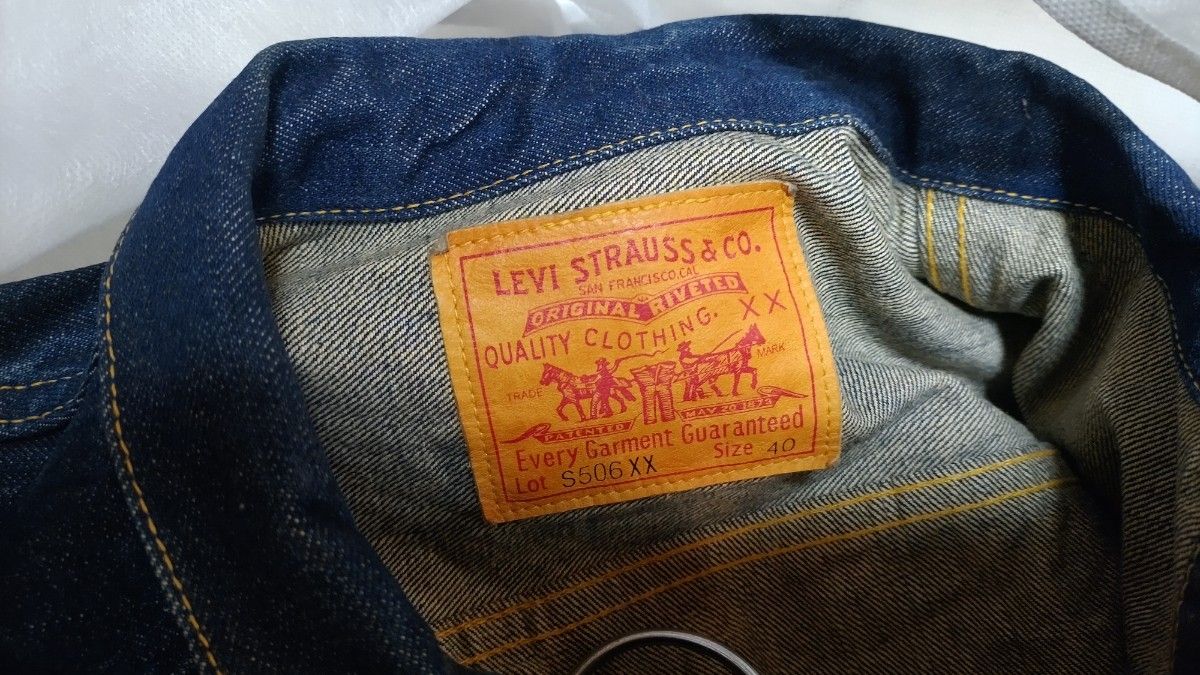 LEVI STRAUSS & CO.
SAN FRANCISCO, CAL
ORIGINAL RIVETED
QUALITY CLOTHING. XX
TRADE MARK
PATENTED MAY 20 1873
Every Garment Guaranteed
Lot S506XX Size 40